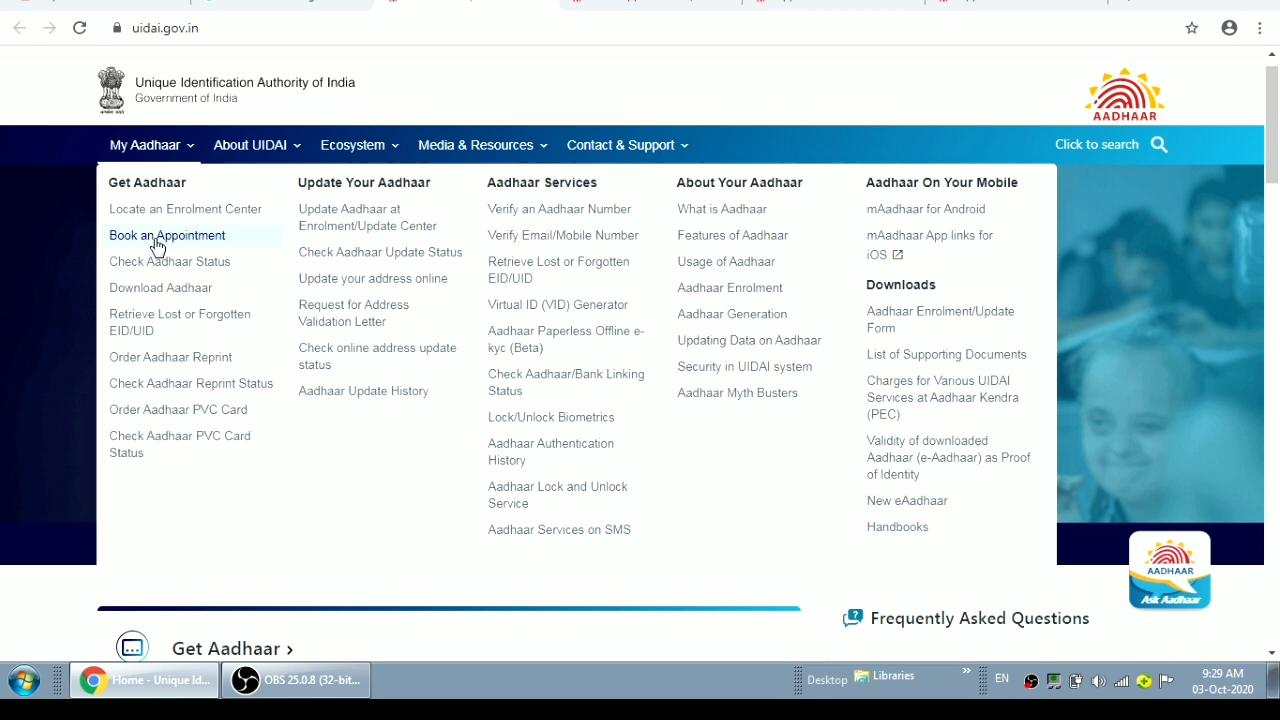 uidai.gov.in
Unique Identification Authority of India
Government of India
AADHAAR
My Aadhaar
About UIDAI
Ecosystem
Media & Resources
Contact & Support
Click to search
Get Aadhaar
Locate an Enrolment Center
Book an Appointment
Check Aadhaar Status
Download Aadhaar
Retrieve Lost or Forgotten
EID/UID
Order Aadhaar Reprint
Check Aadhaar Reprint Status
Order Aadhaar PVC Card
Check Aadhaar PVC Card
Status
Update Your Aadhaar
Update Aadhaar at
Enrolment/Update Center
Check Aadhaar Update Status
Update your address online
Request for Address
Validation Letter
Check online address update
status
Aadhaar Update History
Aadhaar Services
Verify an Aadhaar Number
Verify Email/Mobile Number
Retrieve Lost or Forgotten
EID/UID
Virtual ID (VID) Generator
Aadhaar Paperless Offline e-
kyc (Beta)
Check Aadhaar/Bank Linking
Status
Lock/Unlock Biometrics
Aadhaar Authentication
History
Aadhaar Lock and Unlock
Service
Aadhaar Services on SMS
About Your Aadhaar
What is Aadhaar
Features of Aadhaar
Usage of Aadhaar
Aadhaar Enrolment
Aadhaar Generation
Updating Data on Aadhaar
Security in UIDAI system
Aadhaar Myth Busters
Aadhaar On Your Mobile
mAadhaar for Android
mAadhaar App links for
iOS
Downloads
Aadhaar Enrolment/Update
Form
List of Supporting Documents
Charges for Various UIDAI
Services at Aadhaar Kendra
(PEC)
Validity of downloaded
Aadhaar (e-Aadhaar) as Proof
of Identity
New eAadhaar
Handbooks
AADHAAR
Ask Aadhaar
Frequently Asked Questions
Get Aadhaar >
Home - Unique Id...
OBS 25.0.8 (32-bit...
Desktop
Libraries
»
EN
9:29 AM
03-Oct-2020